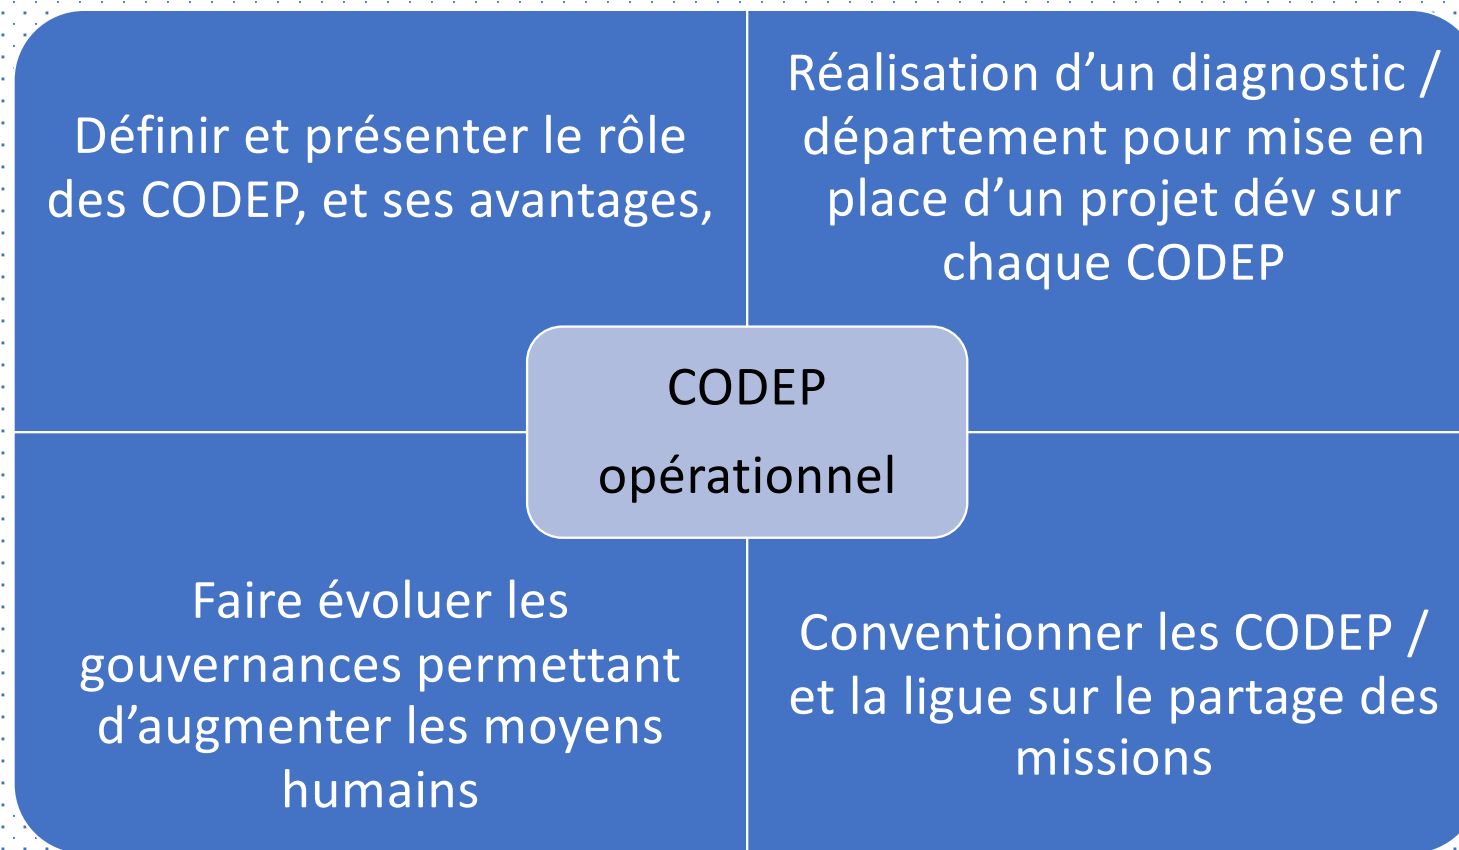 Définir et présenter le rôle
des CODEP, et ses avantages,
Réalisation d’un diagnostic /
département pour mise en
place d’un projet dév sur
chaque CODEP
CODEP
opérationnel
Faire évoluer les
gouvernances permettant
d’augmenter les moyens
humains
Conventionner les CODEP /
et la ligue sur le partage des
missions